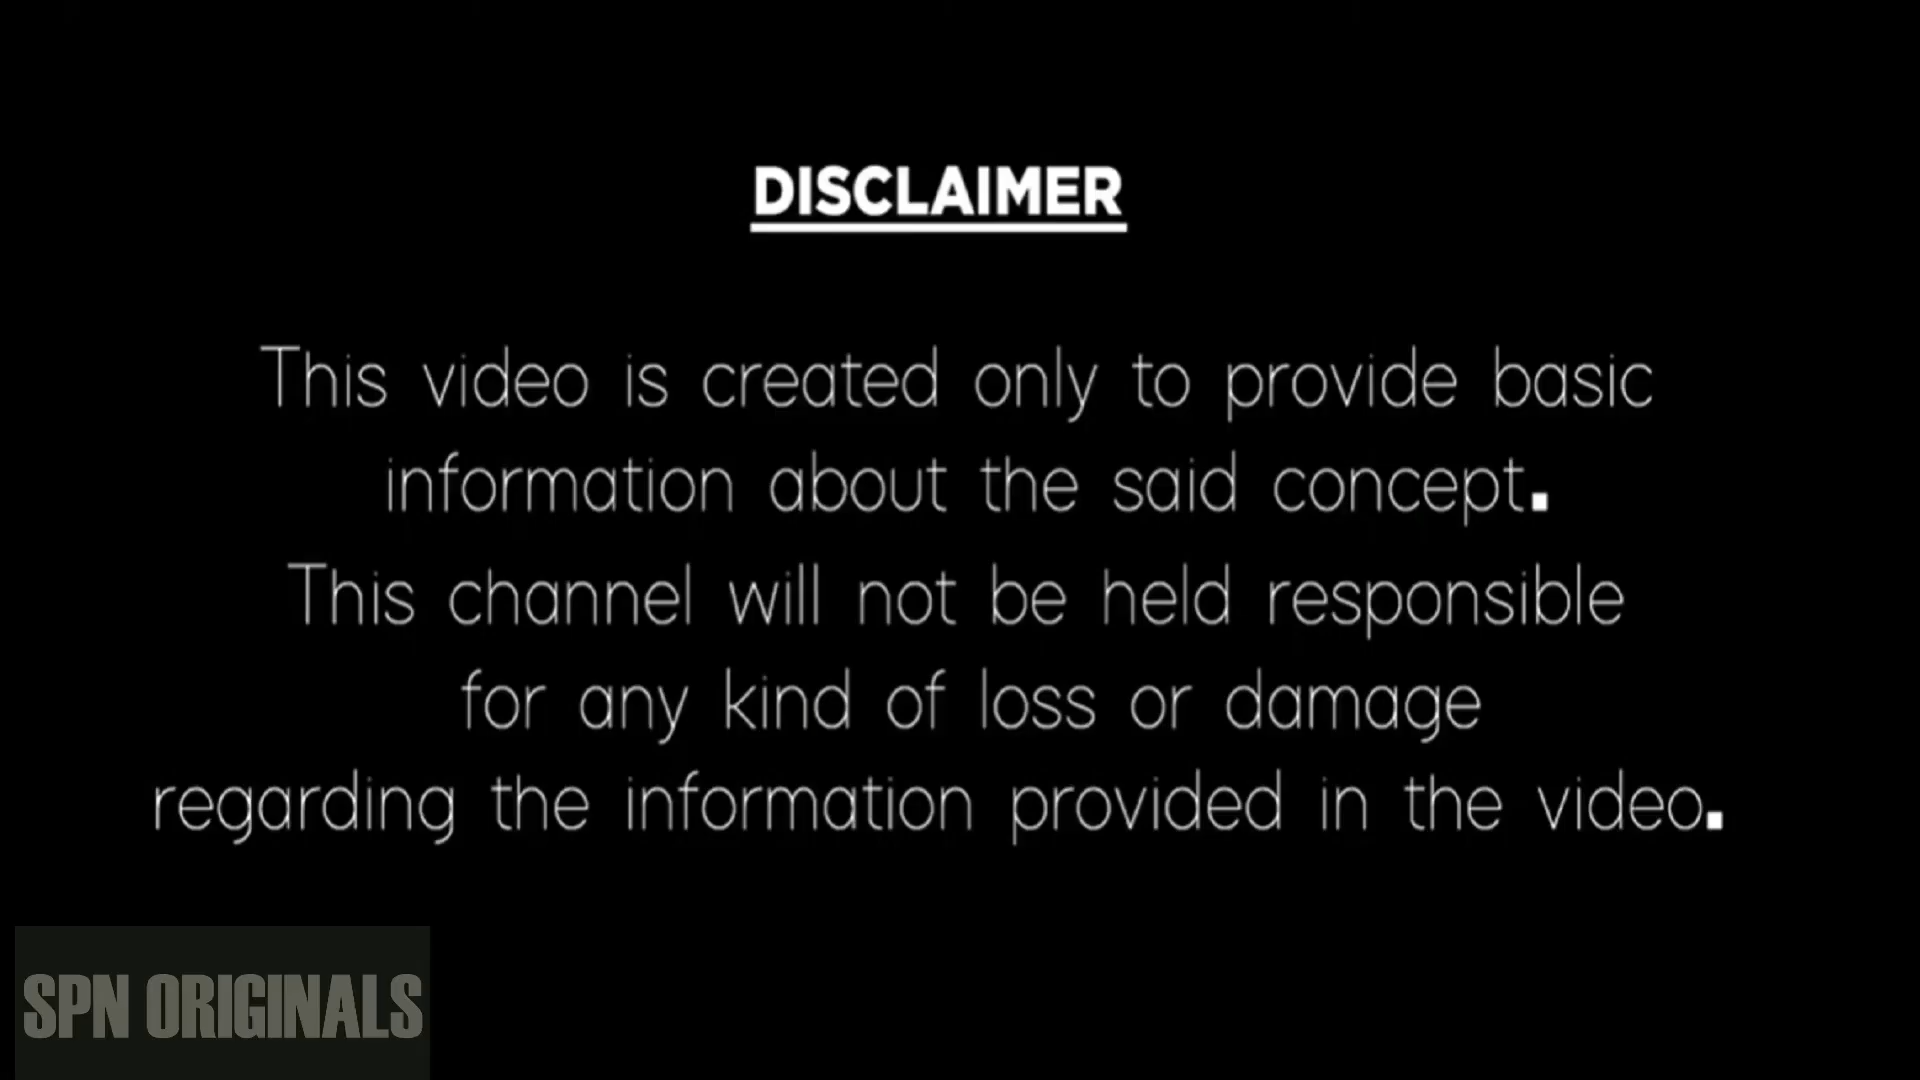 DISCLAIMER
This video is created only to provide basic
information about the said concept.
This channel will not be held responsible
for any kind of loss or damage
regarding the information provided in the video.
SPN ORIGINALS